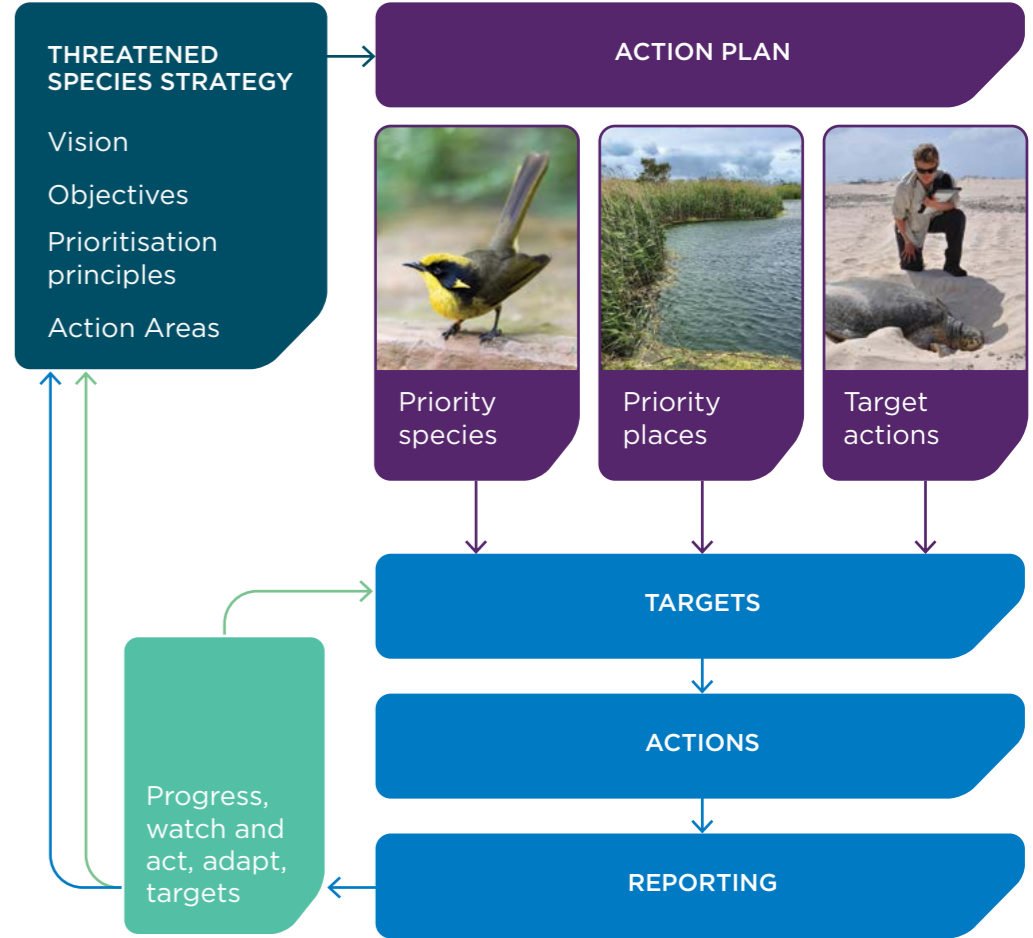 THREATENED
SPECIES STRATEGY
Vision
Objectives
Prioritisation
principles
Action Areas
ACTION PLAN
Priority
species
Priority
places
Target
actions
TARGETS
ACTIONS
REPORTING
Progress,
watch and
act, adapt,
targets